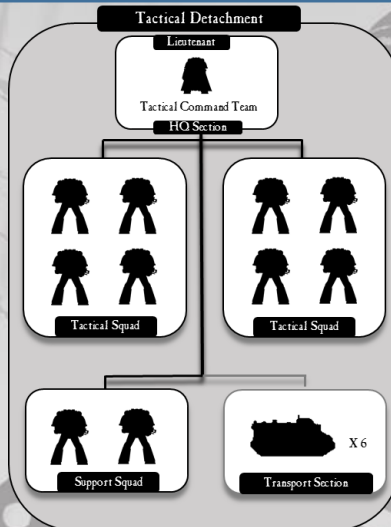 Tactical Detachment
Lieutenant
Tactical Command Team
HQ Section
Tactical Squad
Tactical Squad
X 6
Support Squad
Transport Section